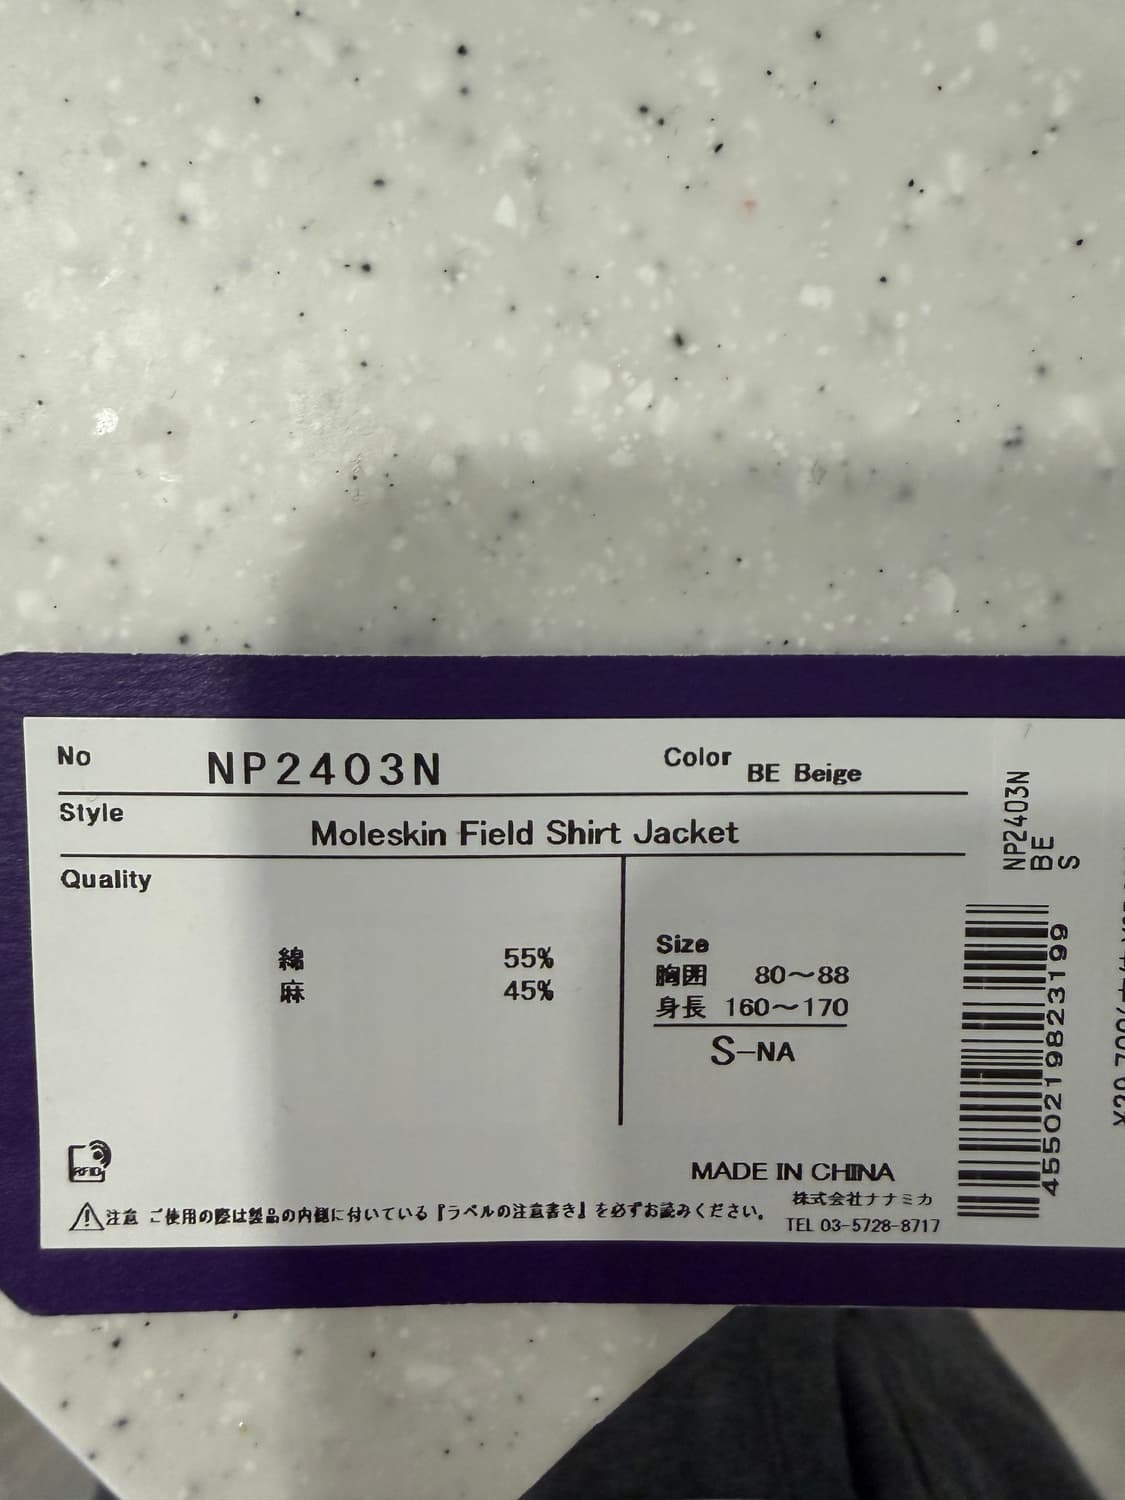 No NP2403N Color BE Beige
Style Moleskin Field Shirt Jacket
Quality
綿 55%
麻 45%
Size
胸囲 80〜88
身長 160〜170
S-NA
RFID
MADE IN CHINA
株式会社ナナミカ
TEL 03-5728-8717
注意 ご使用の際は製品の内側に付いている『ラベルの注意書き』を必ずお読みください。
NP2403N
BE
S
4550219823199